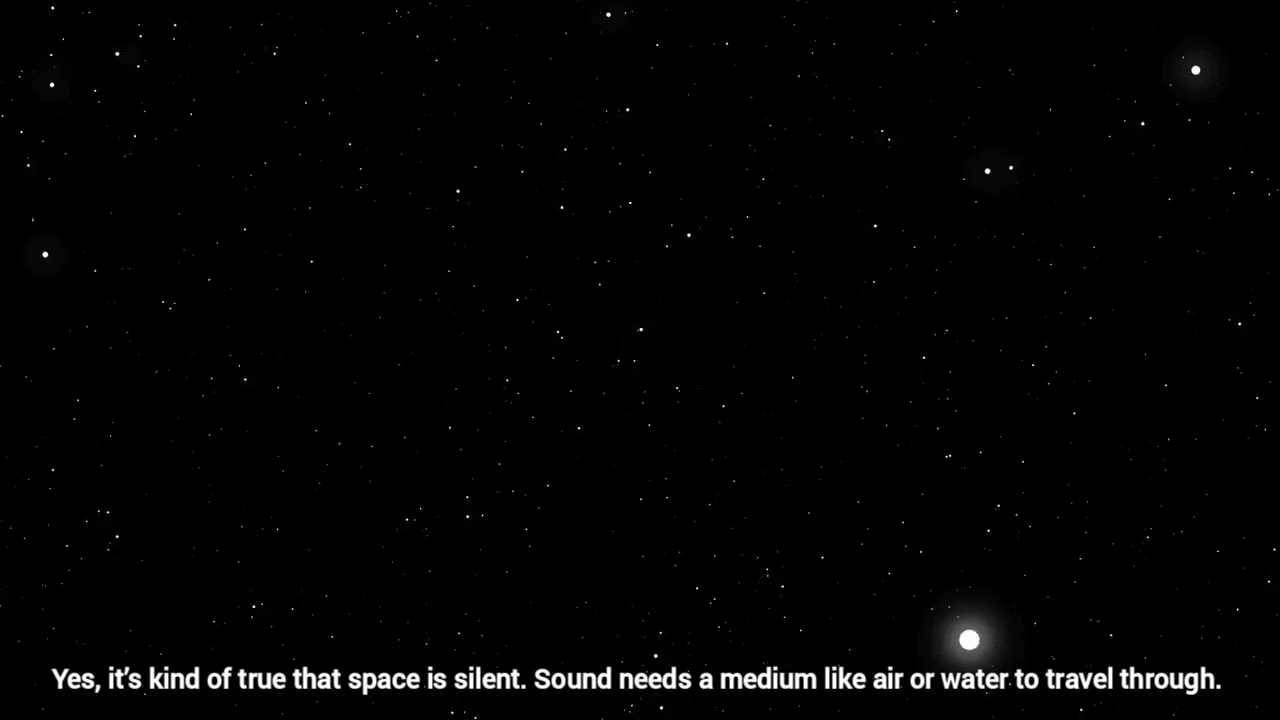 Yes, it's kind of true that space is silent. Sound needs a medium like air or water to travel through.